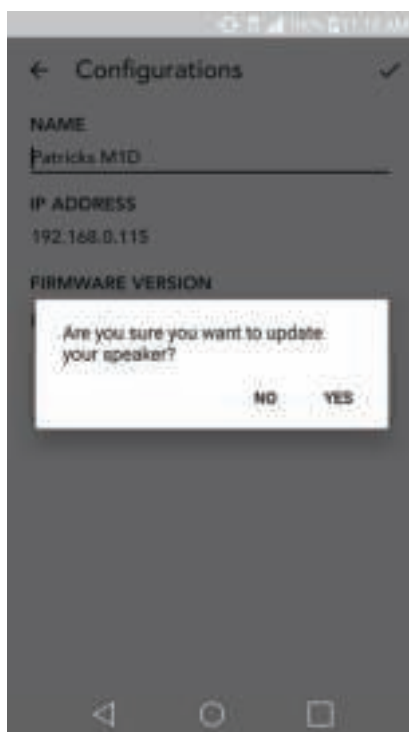 Configurations
NAME
Patricks M1D
IP ADDRESS
192.168.0.115
FIRMWARE VERSION
Are you sure you want to update
your speaker?
NO YES